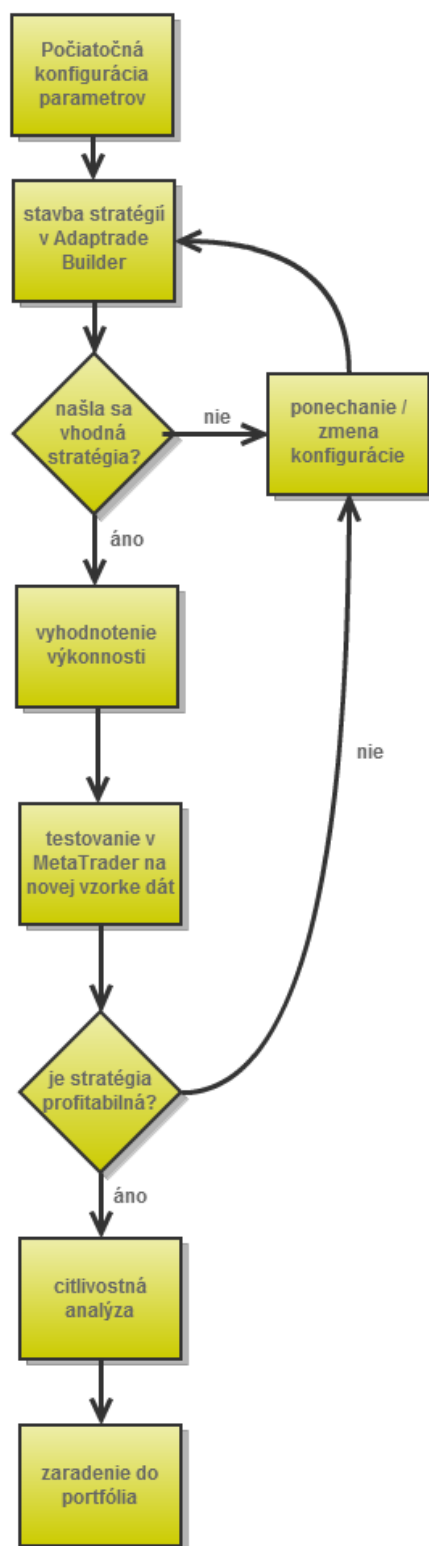 Počiatočná
konfigurácia
parametrov
stavba stratégií
v Adaptrade
Builder
našla sa
vhodná
stratégia?
nie
ponechanie /
zmena
konfigurácie
áno
vyhodnotenie
výkonnosti
nie
testovanie v
MetaTrader na
novej vzorke dát
je stratégia
profitabilná?
áno
citlivostná
analýza
zaradenie do
portfólia